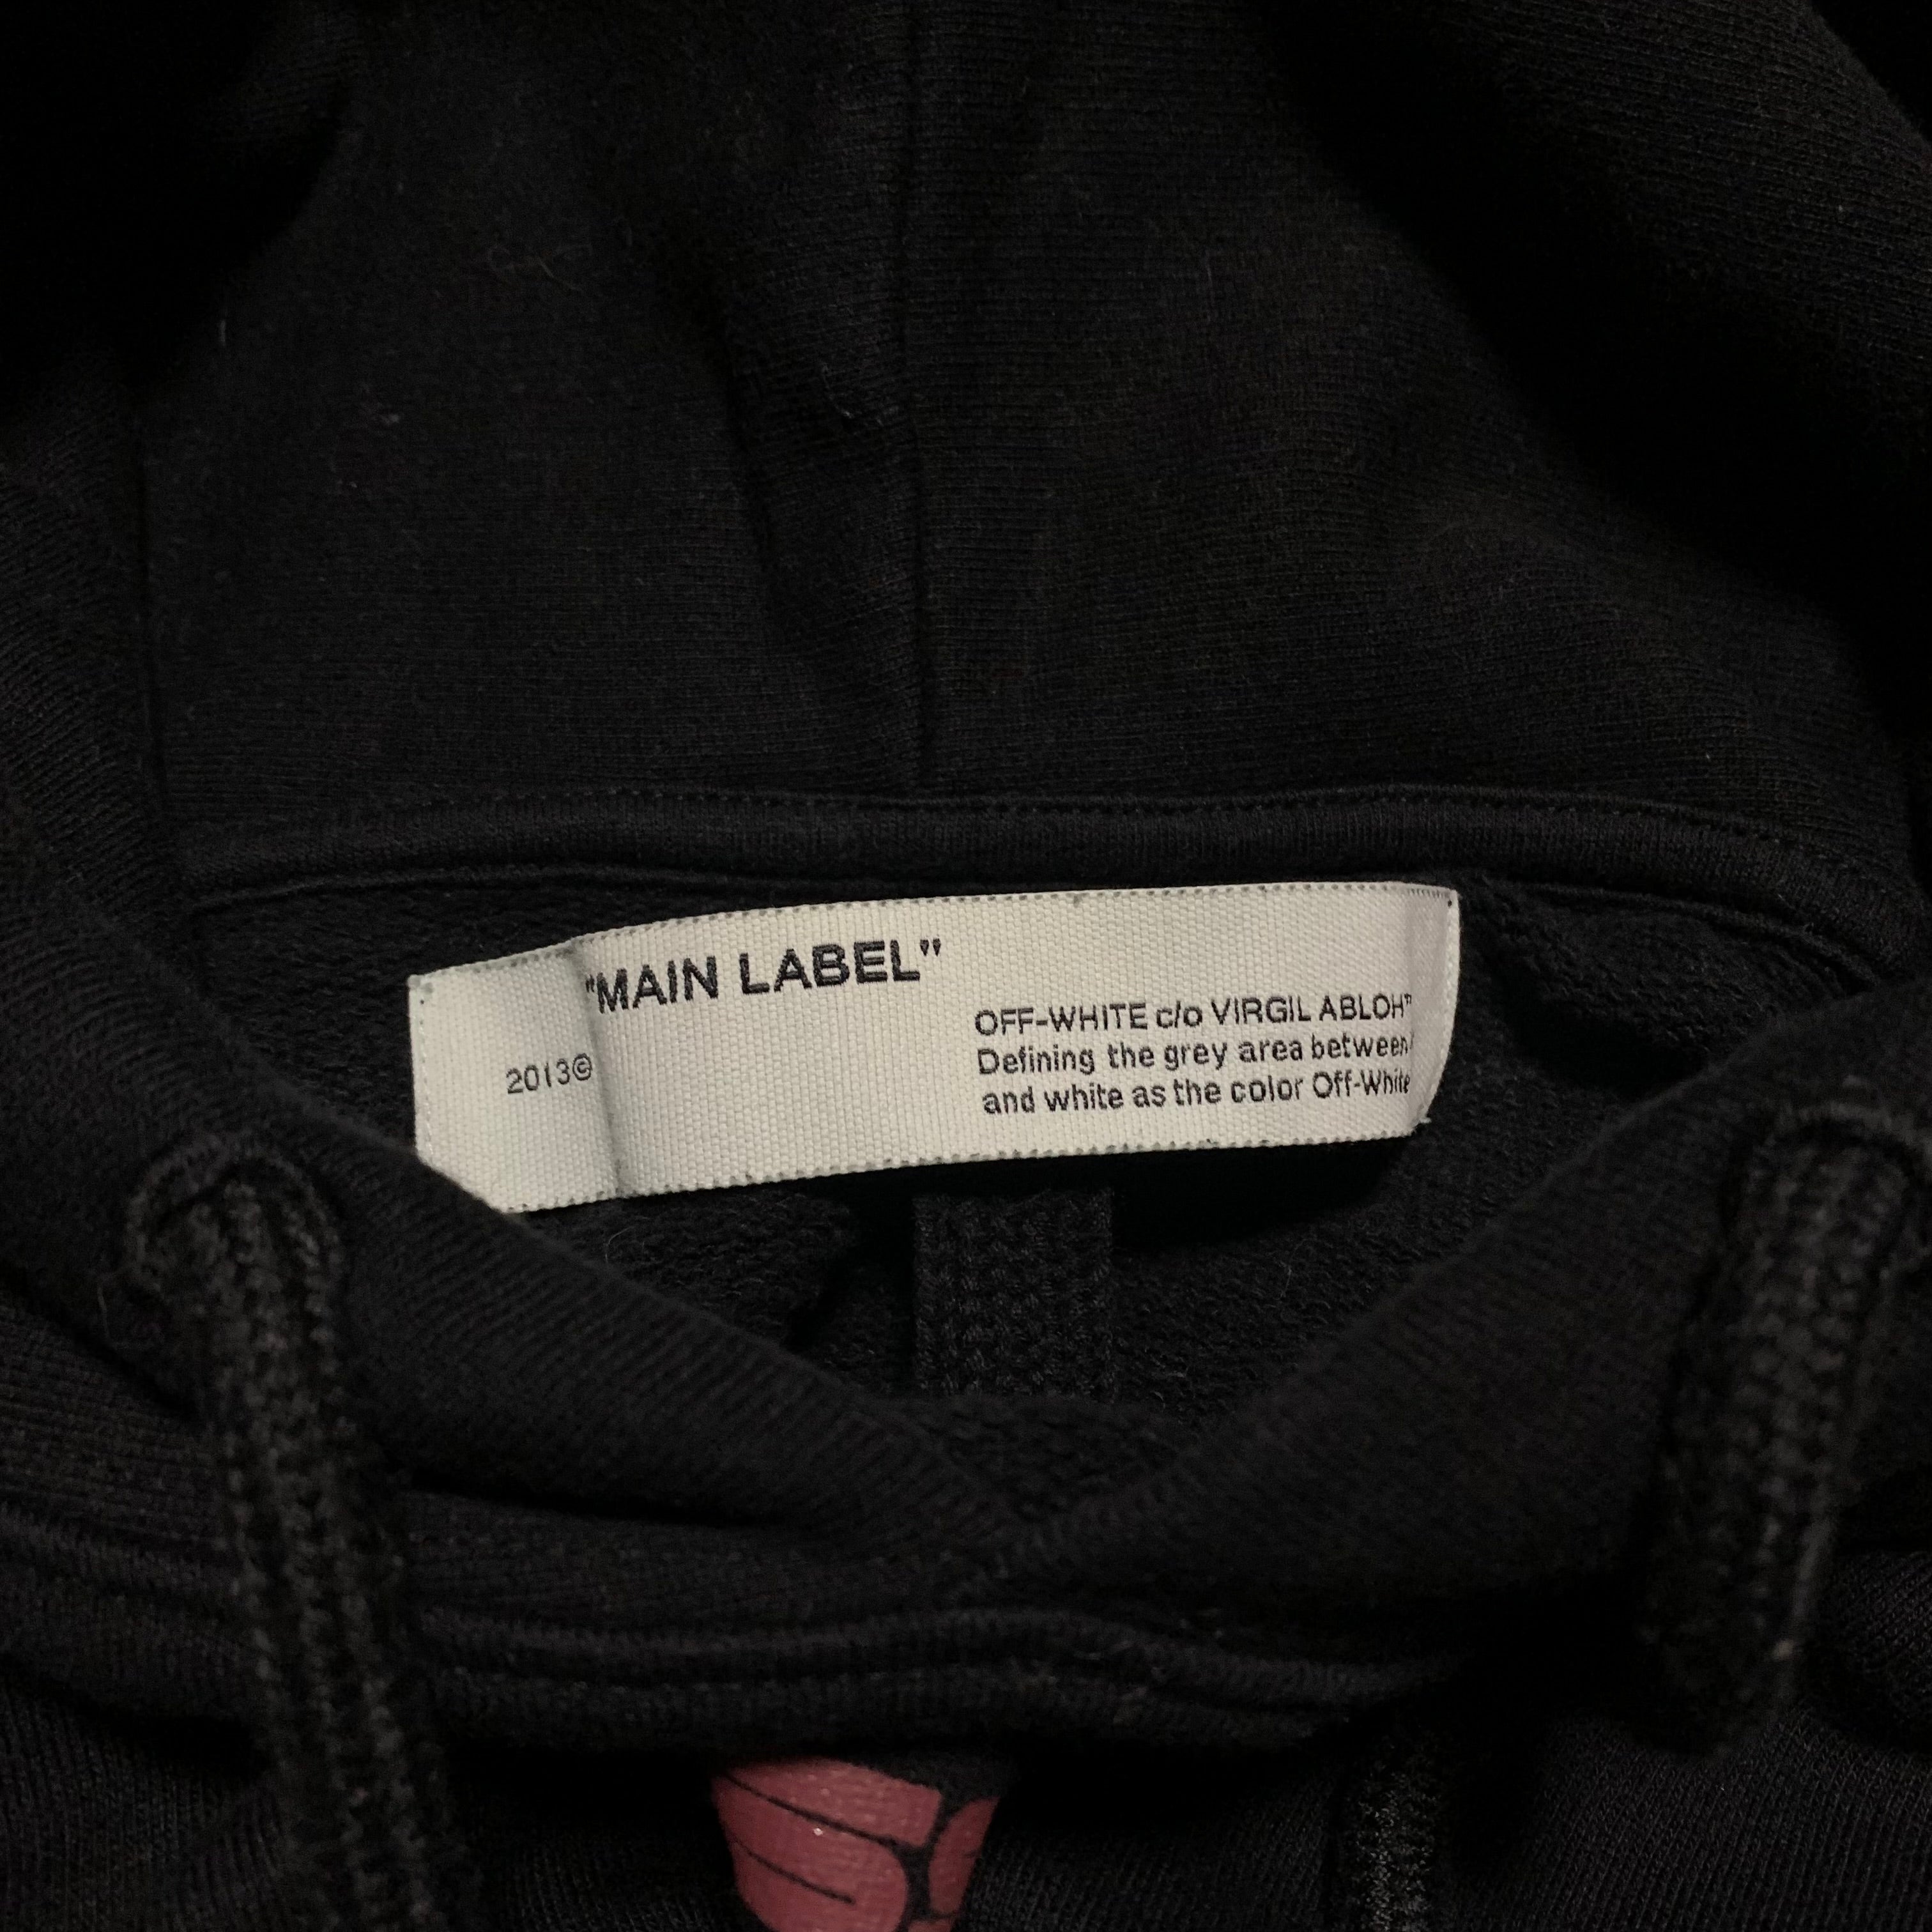 "MAIN LABEL"
OFF-WHITE c/o VIRGIL ABLOH"
2013©
Defining the grey area between
and white as the color Off-White